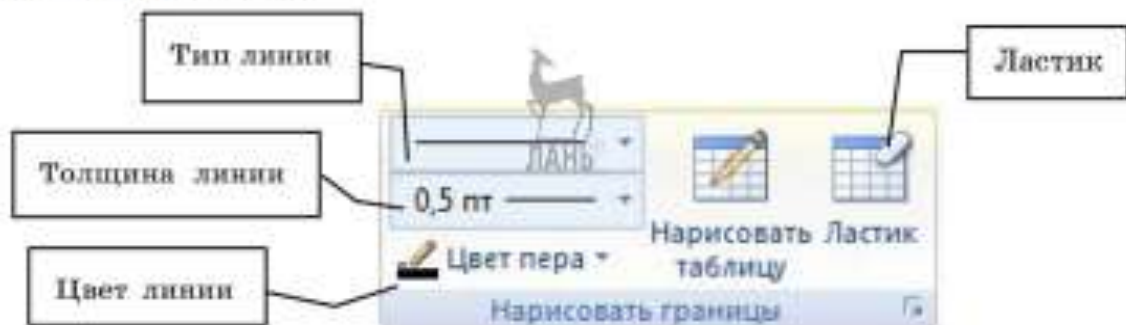 Тип линии
Ластик
ЛАНЬ
Толщина линии
0,5 пт
Нарисовать таблицу
Ластик
Цвет пера
Цвет линии
Нарисовать границы